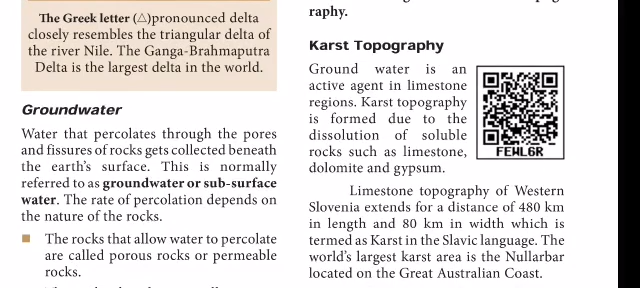 The Greek letter (△)pronounced delta
closely resembles the triangular delta of
the river Nile. The Ganga-Brahmaputra
Delta is the largest delta in the world.
Groundwater
Water that percolates through the pores
and fissures of rocks gets collected beneath
the earth's surface. This is normally
referred to as groundwater or sub-surface
water. The rate of percolation depends on
the nature of the rocks.
■ The rocks that allow water to percolate
are called porous rocks or permeable
rocks.
raphy.
Karst Topography
Ground water is an
active agent in limestone
regions. Karst topography
is formed due to the
dissolution of soluble
rocks such as limestone,
dolomite and gypsum.
FEWL6R
Limestone topography of Western
Slovenia extends for a distance of 480 km
in length and 80 km in width which is
termed as Karst in the Slavic language. The
world's largest karst area is the Nullarbar
located on the Great Australian Coast.